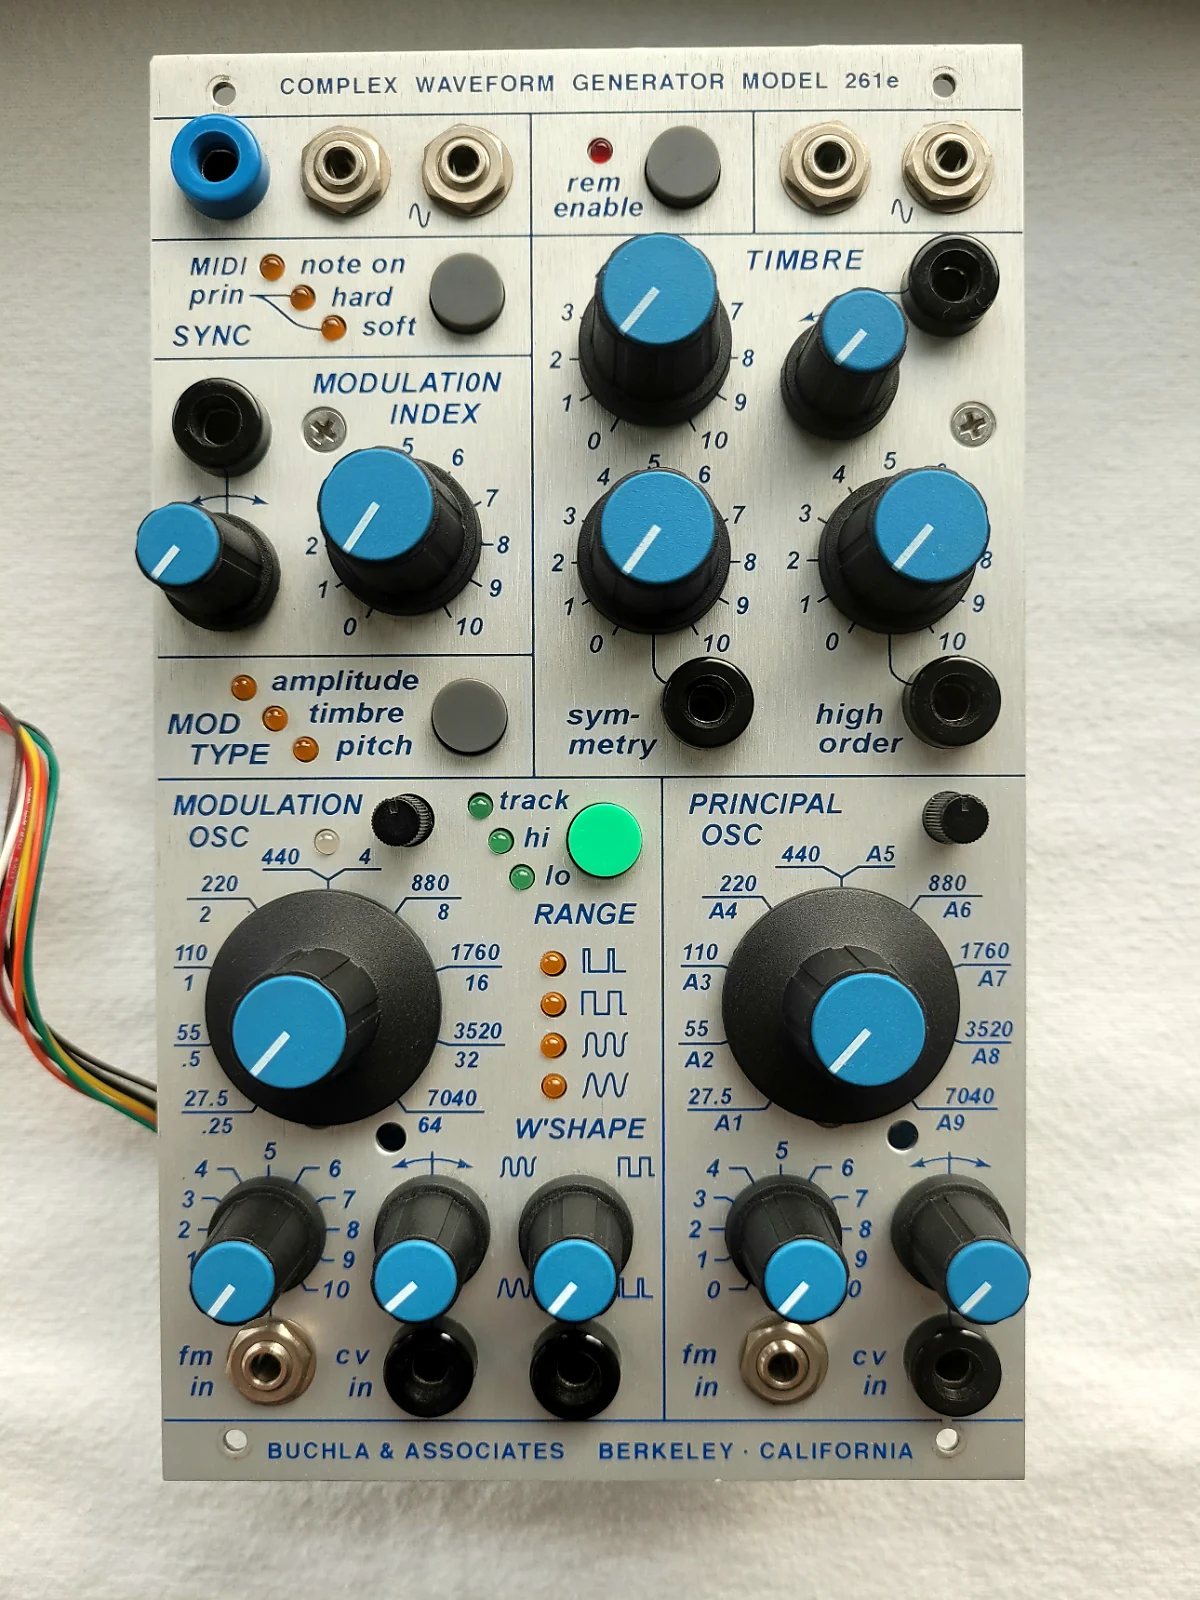 COMPLEX WAVEFORM GENERATOR MODEL 261e
rem
enable
MIDI note on
prin hard
SYNC soft
TIMBRE
3 7
2 8
1 9
0 10
MODULATION
INDEX
5 6
7
2 8
1 9
0 10
4 5 6
3 7
2 8
1 9
0 10
4 5
3
2 8
1 9
0 10
sym-
metry
high
order
amplitude
MOD timbre
TYPE pitch
MODULATION
OSC
track
hi
lo
RANGE
440 4
220
2
880
8
110
1
1760
16
55
.5
3520
32
27.5
.25
7040
64
W'SHAPE
PRINCIPAL
OSC
440 A5
220
A4
880
A6
110
A3
1760
A7
55
A2
3520
A8
27.5
A1
7040
A9
5
4 6
3 7
2 8
1 9
10
fm
in
cv
in
5
4 6
3 7
2 8
1 9
0 0
fm
in
cv
in
BUCHLA & ASSOCIATES BERKELEY · CALIFORNIA